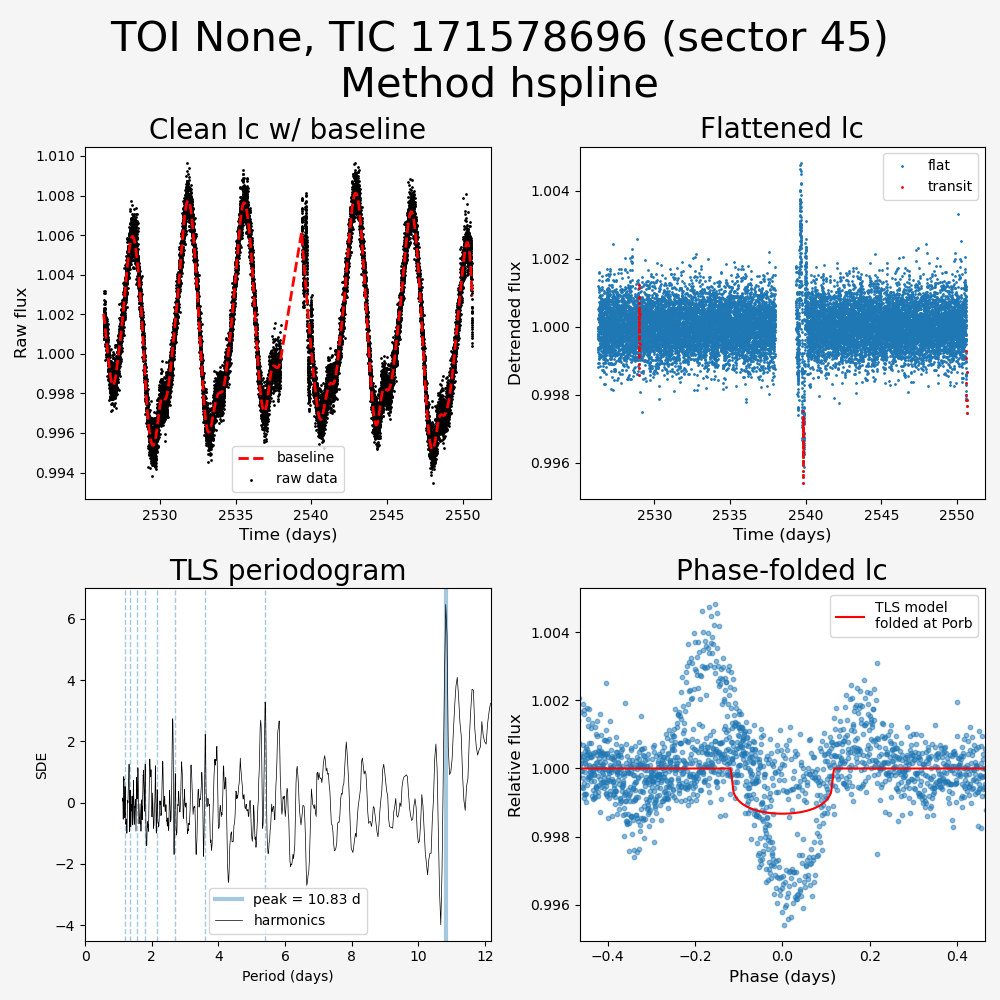 TOI None, TIC 171578696 (sector 45)
Method hspline
Clean lc w/ baseline
Raw flux
1.010
1.008
1.006
1.004
1.002
1.000
0.998
0.996
0.994
baseline
raw data
2530
2535
2540
2545
2550
Time (days)
Flattened lc
Detrended flux
1.004
1.002
1.000
0.998
0.996
flat
transit
2530
2535
2540
2545
2550
Time (days)
TLS periodogram
SDE
6
4
2
0
−2
−4
peak = 10.83 d
harmonics
0
2
4
6
8
10
12
Period (days)
Phase-folded lc
Relative flux
1.004
1.002
1.000
0.998
0.996
TLS model
folded at Porb
−0.4
−0.2
0.0
0.2
0.4
Phase (days)